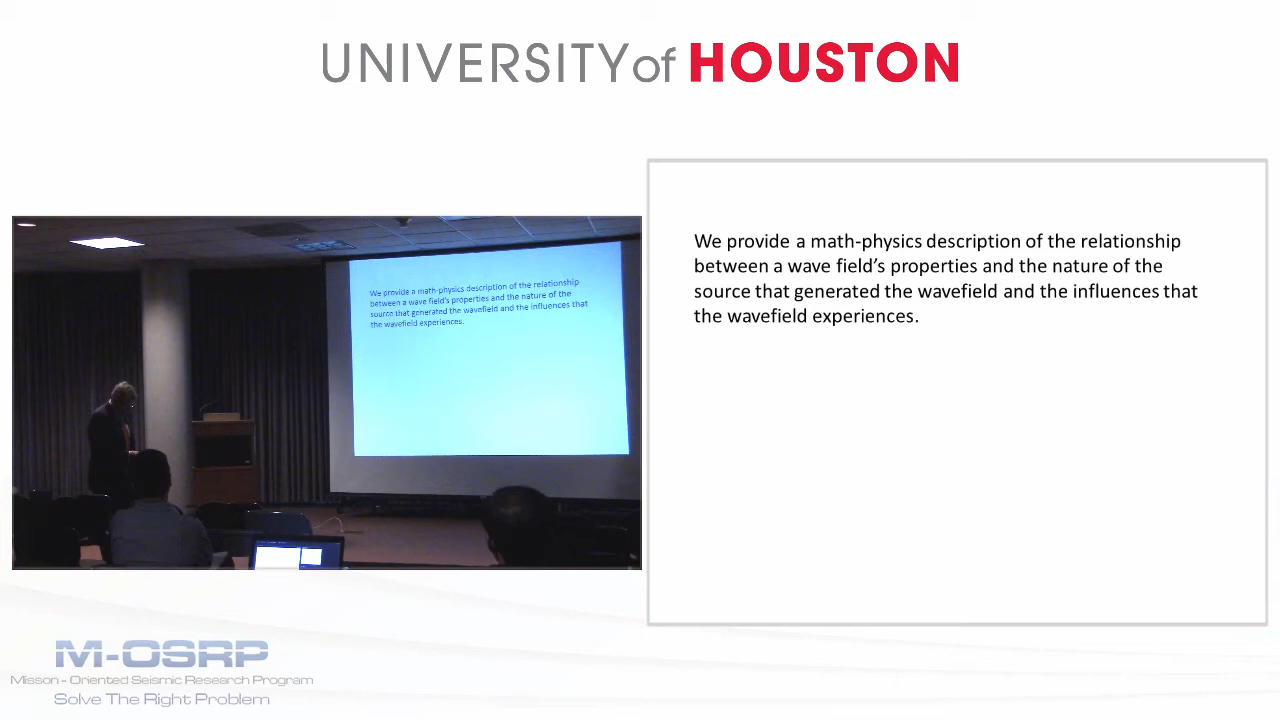 UNIVERSITY of HOUSTON
We provide a math-physics description of the relationship
between a wave field's properties and the nature of the
source that generated the wavefield and the influences that
the wavefield experiences.
We provide a math-physics description of the relationship
between a wave field’s properties and the nature of the
source that generated the wavefield and the influences that
the wavefield experiences.
M-OSRP
Misson - Oriented Seismic Research Program
Solve The Right Problem